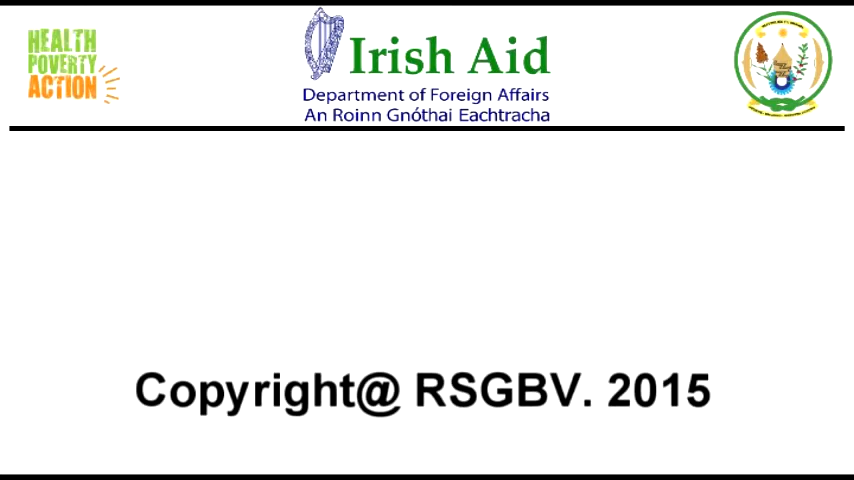 HEALTH
POVERTY
ACTION
Irish Aid
Department of Foreign Affairs
An Roinn Gnóthai Eachtracha
Copyright@ RSGBV. 2015